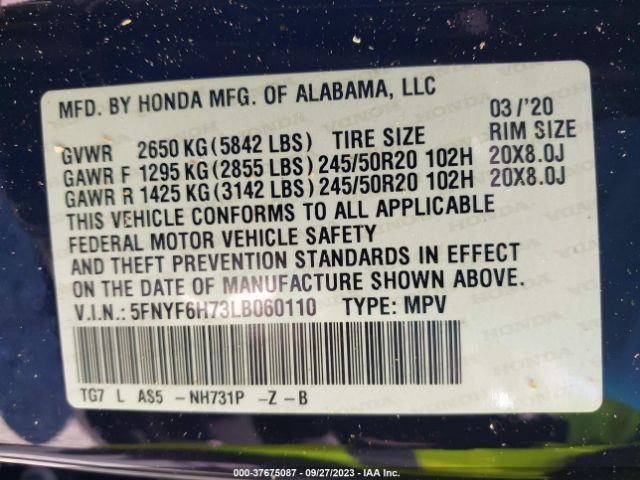 MFD. BY HONDA MFG. OF ALABAMA, LLC 03/'20
GVWR 2650 KG (5842 LBS) TIRE SIZE RIM SIZE
GAWR F 1295 KG (2855 LBS) 245/50R20 102H 20X8.0J
GAWR R 1425 KG (3142 LBS) 245/50R20 102H 20X8.0J
THIS VEHICLE CONFORMS TO ALL APPLICABLE
FEDERAL MOTOR VEHICLE SAFETY
AND THEFT PREVENTION STANDARDS IN EFFECT
ON THE DATE OF MANUFACTURE SHOWN ABOVE.
V.I.N.: 5FNYF6H73LB060110 TYPE: MPV
TG7 L AS5 -NH731P -Z -B
000-37675087 - 09/27/2023 - IAA Inc.